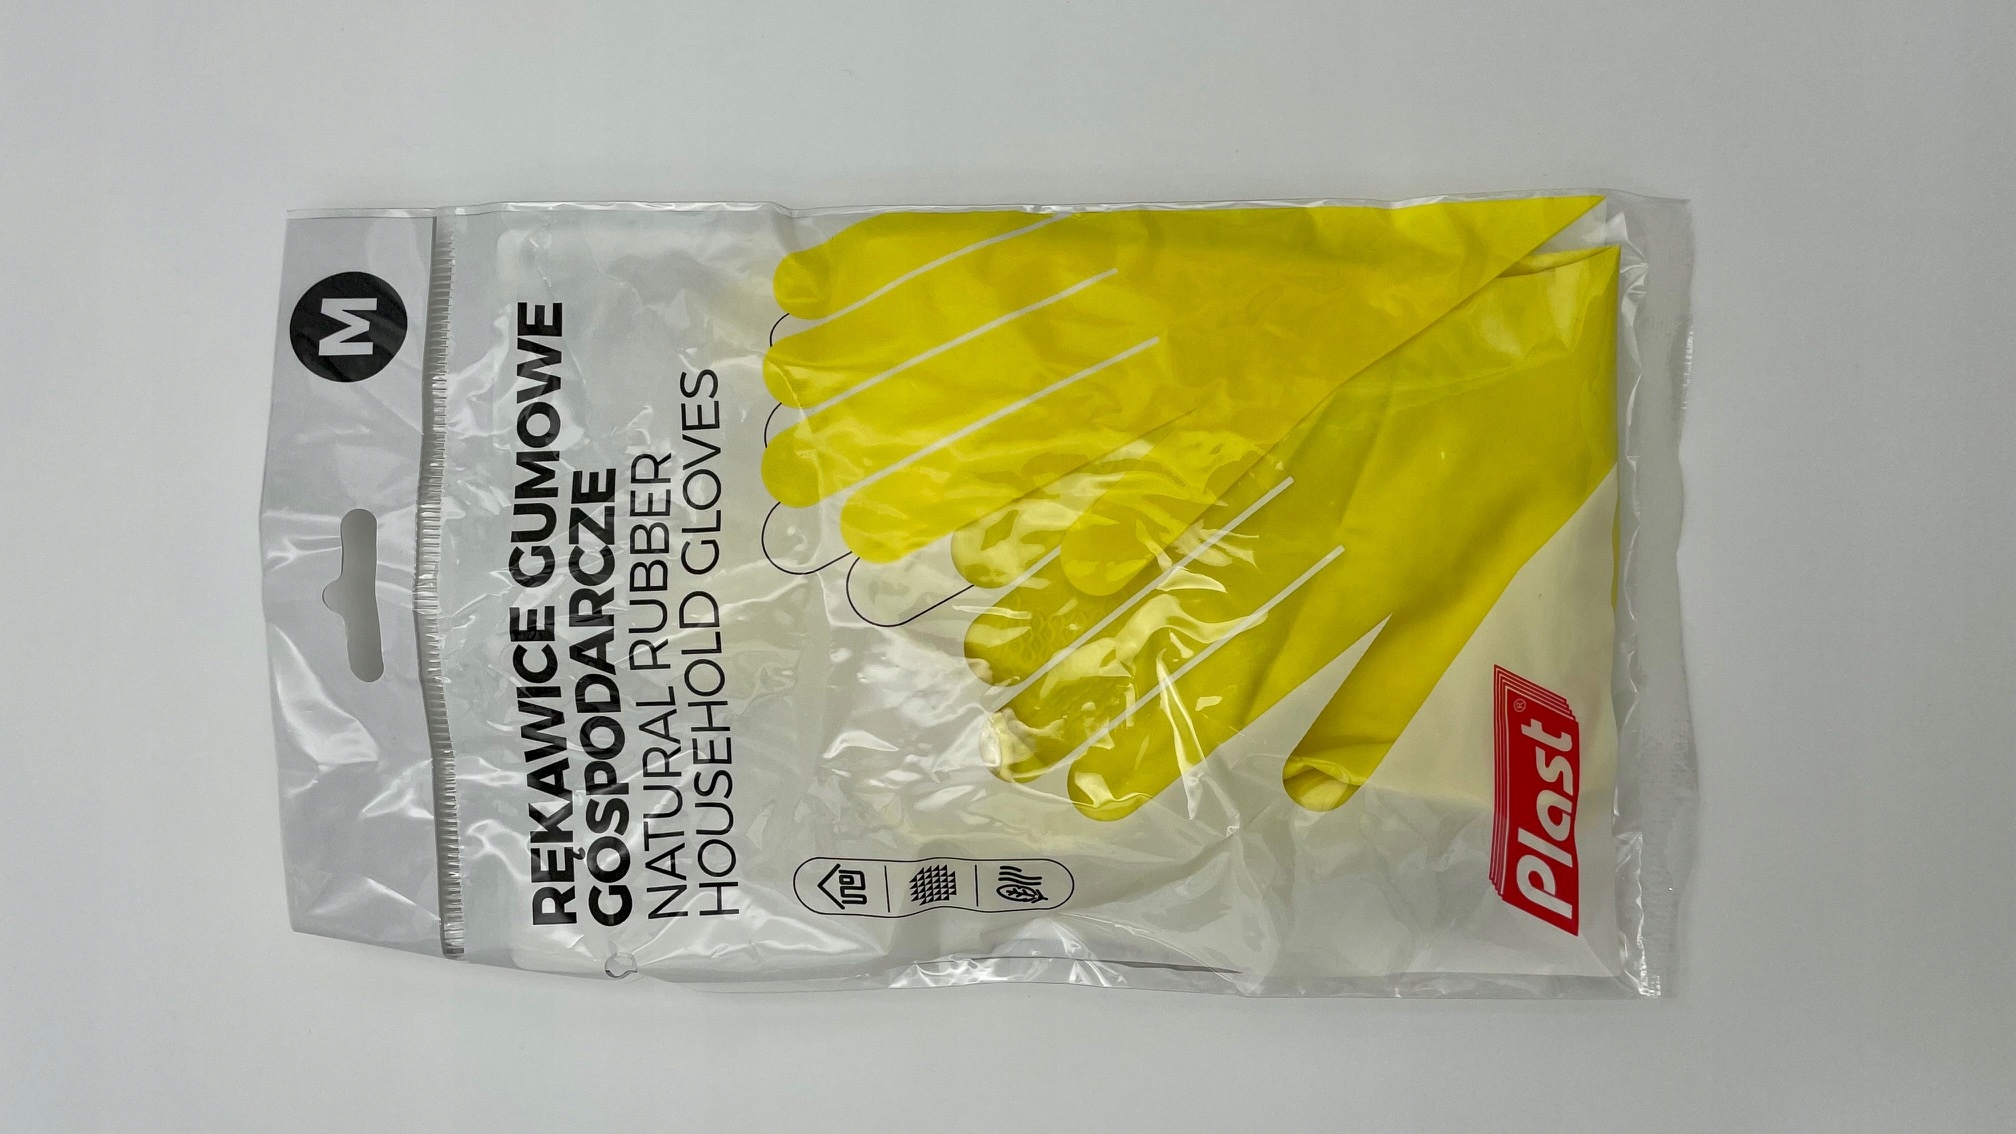 M
RĘKAWICE GUMOWE
GOSPODARCZE
NATURAL RUBBER
HOUSEHOLD GLOVES
Plast®